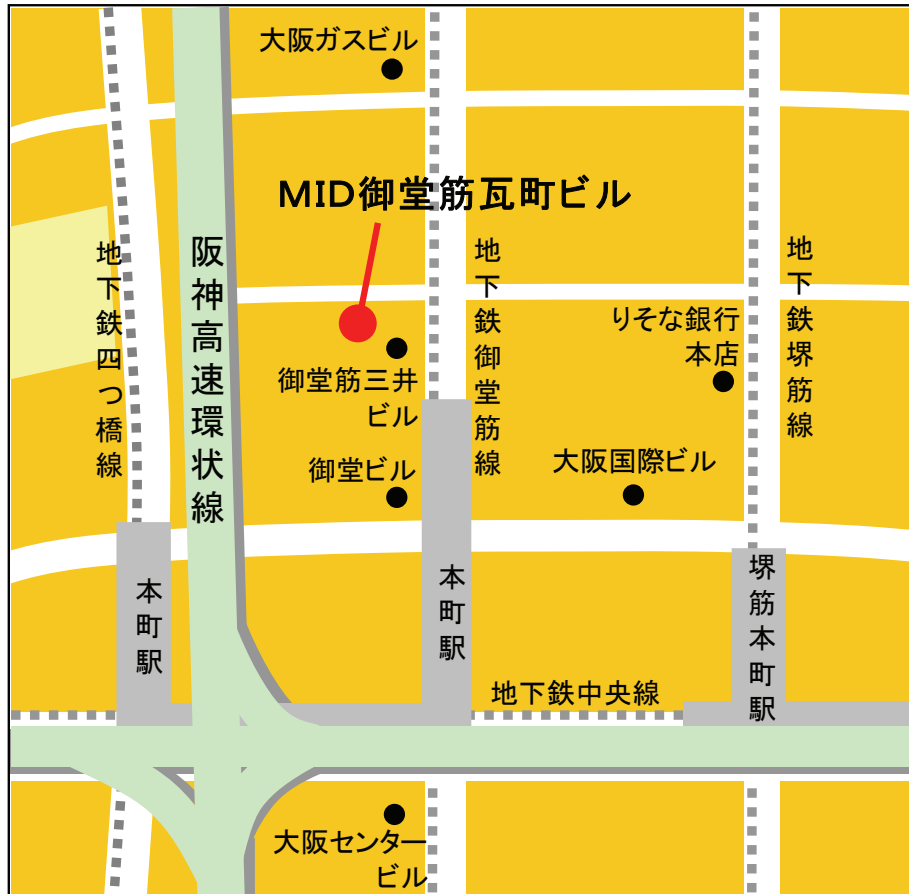 大阪ガスビル
MID御堂筋瓦町ビル
地下鉄四つ橋線
阪神高速環状線
地下鉄御堂筋線
地下鉄堺筋線
りそな銀行
本店
御堂筋三井
ビル
御堂ビル
大阪国際ビル
本町駅
本町駅
堺筋本町駅
地下鉄中央線
大阪センター
ビル